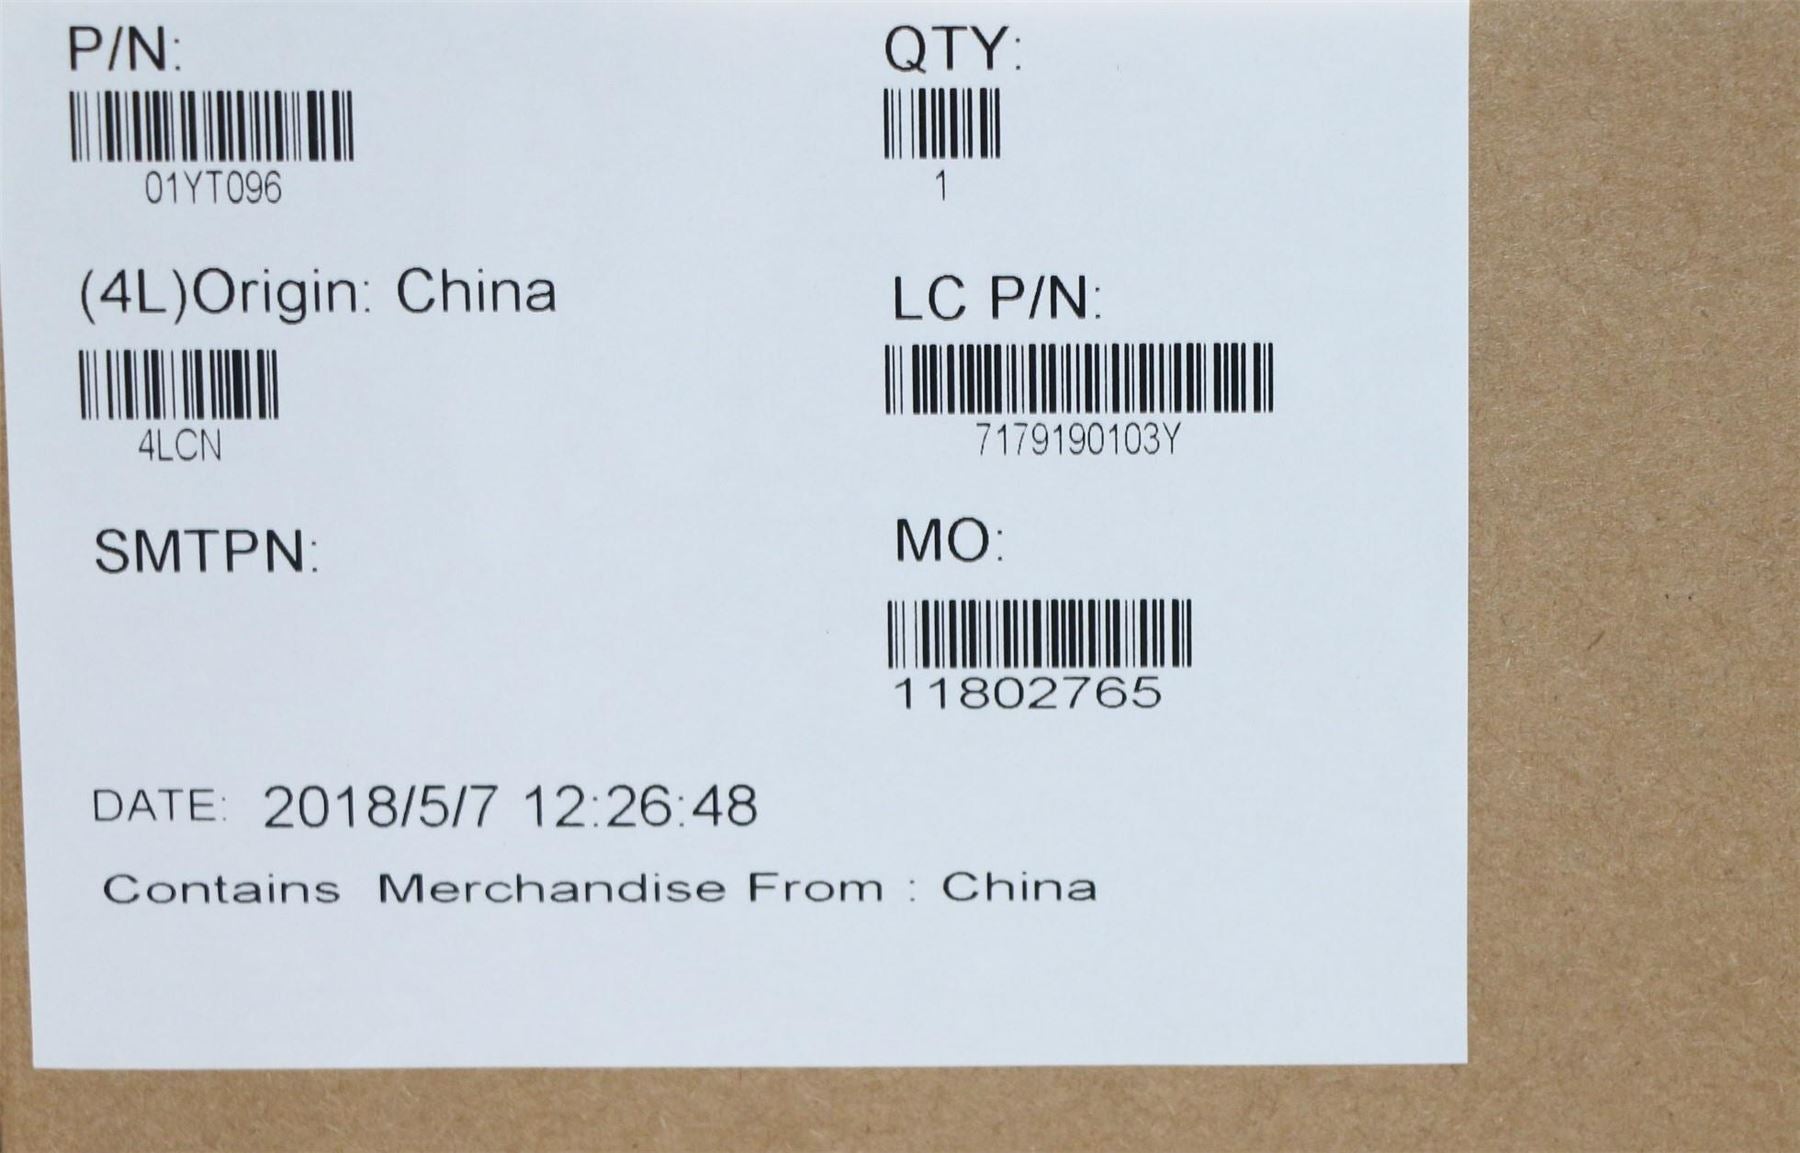 P/N:
QTY:
01YT096
1
(4L)Origin: China
LC P/N:
4LCN
7179190103Y
SMTPN:
MO:
11802765
DATE: 2018/5/7 12:26:48
Contains Merchandise From : China